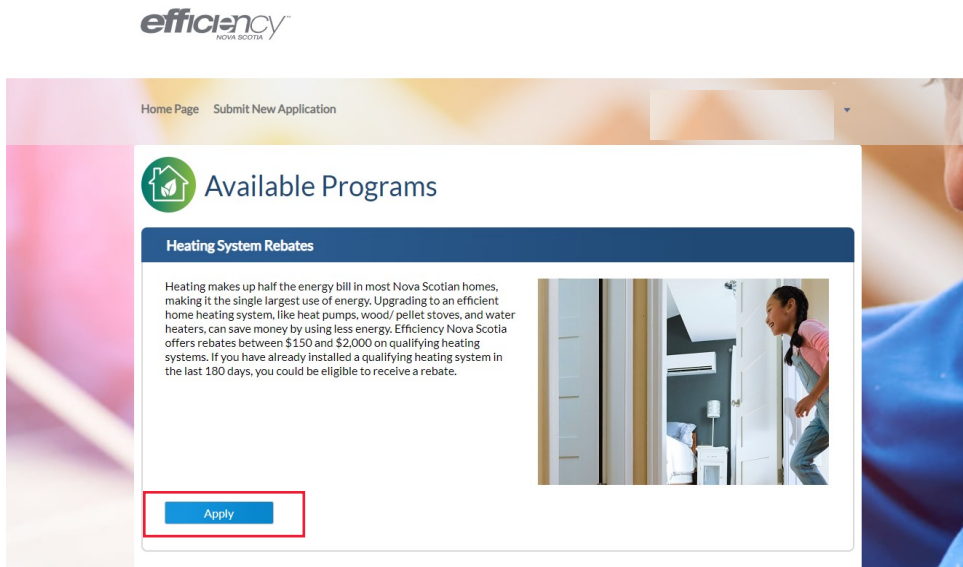 efficiency
NOVA SCOTIA
Home Page Submit New Application
Available Programs
Heating System Rebates
Heating makes up half the energy bill in most Nova Scotian homes,
making it the single largest use of energy. Upgrading to an efficient
home heating system, like heat pumps, wood/ pellet stoves, and water
heaters, can save money by using less energy. Efficiency Nova Scotia
offers rebates between $150 and $2,000 on qualifying heating
systems. If you have already installed a qualifying heating system in
the last 180 days, you could be eligible to receive a rebate.
Apply